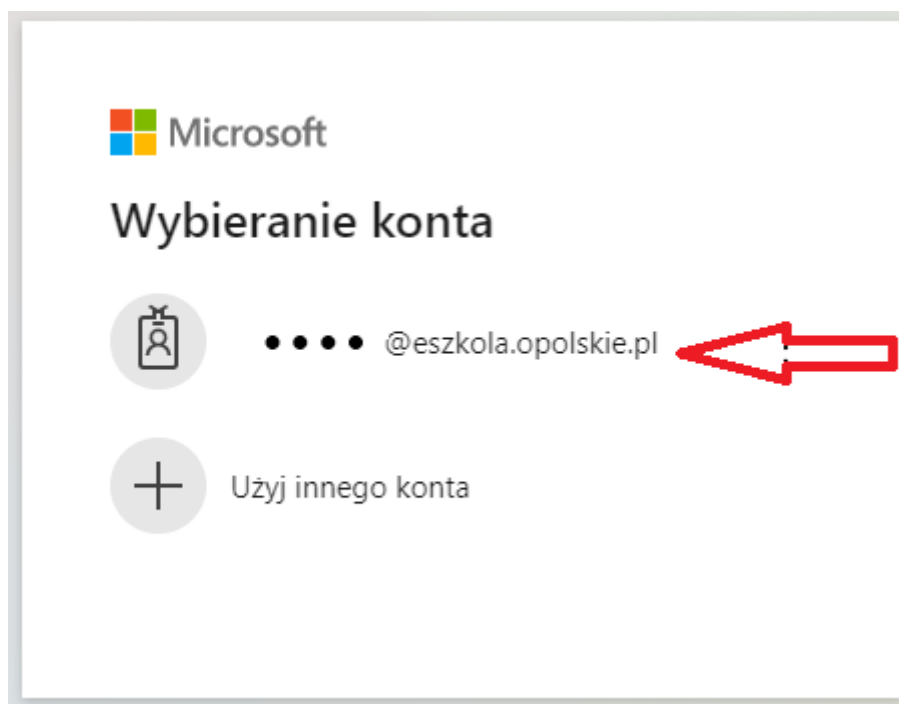 Microsoft
Wybieranie konta
•••• @eszkola.opolskie.pl
Użyj innego konta